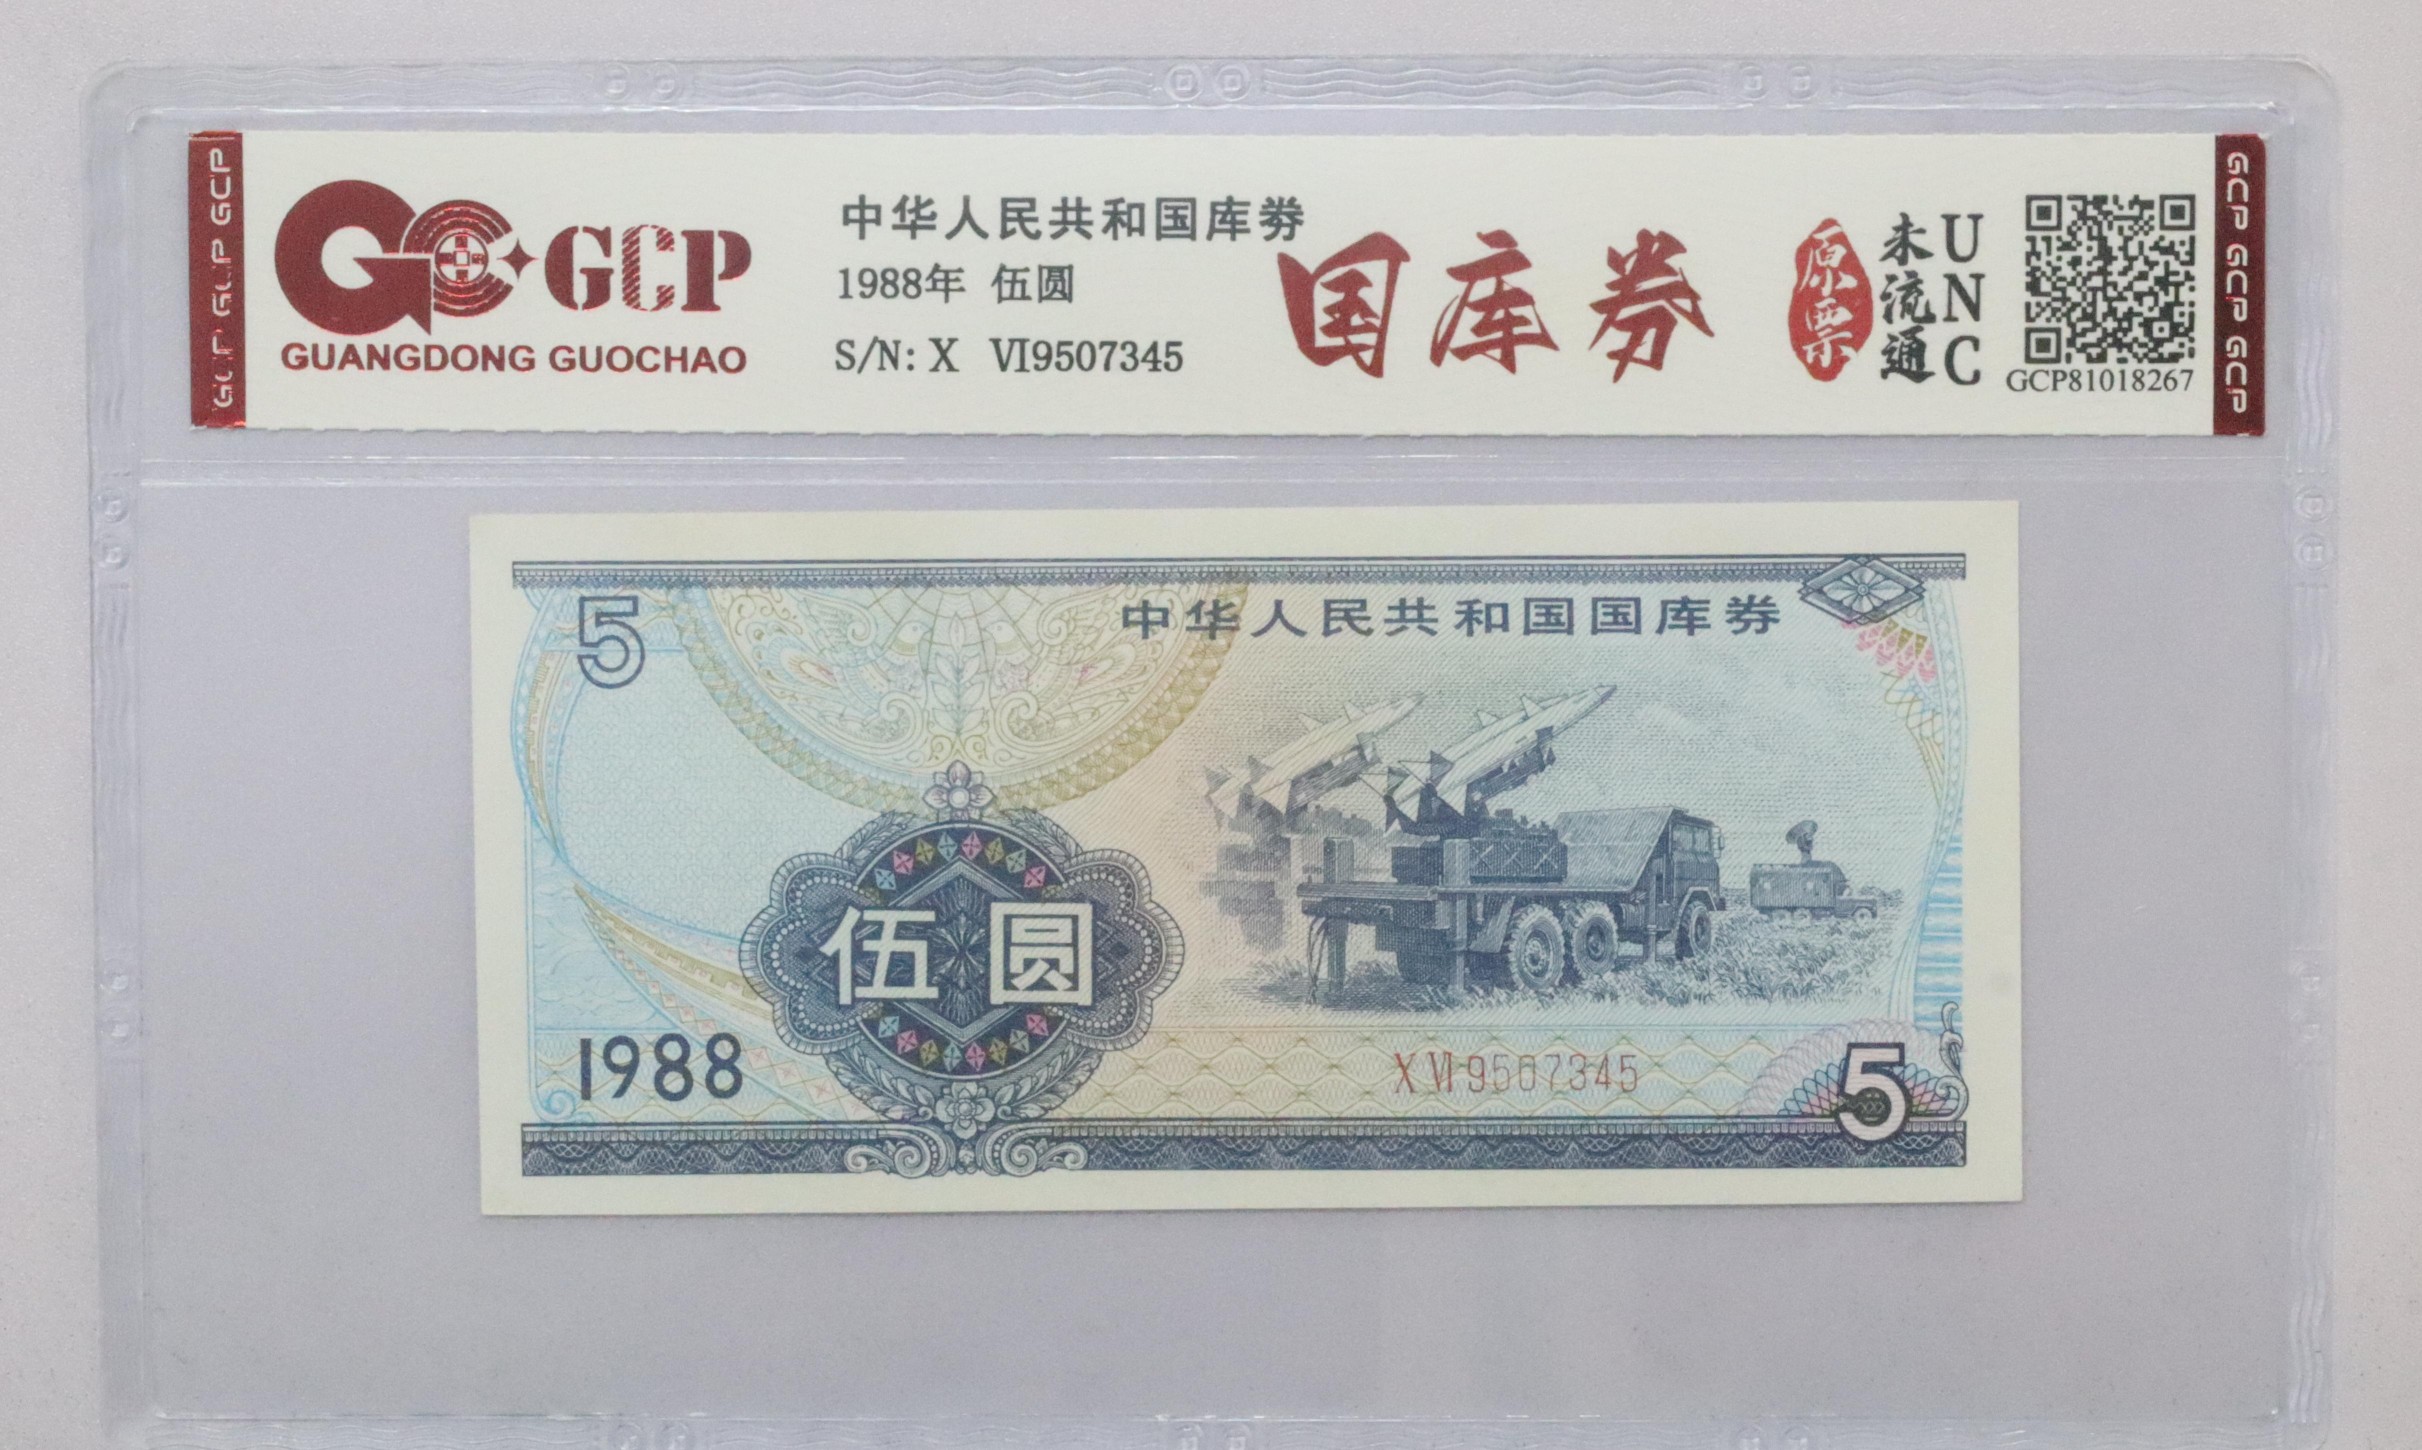 GCP GCP GCP
GCP
GUANGDONG GUOCHAO
中华人民共和国库券
1988年 伍圆
S/N: X VI9507345
国库券
原票
未流通
UNC
GCP81018267
GCP GCP GCP
5
中华人民共和国国库券
伍圆
1988
X VI 9507345
5